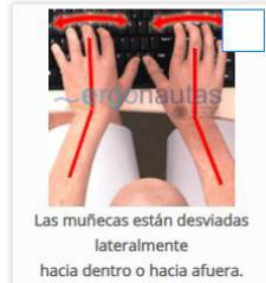 ergonautas
Las muñecas están desviadas
lateralmente
hacia dentro o hacia afuera.